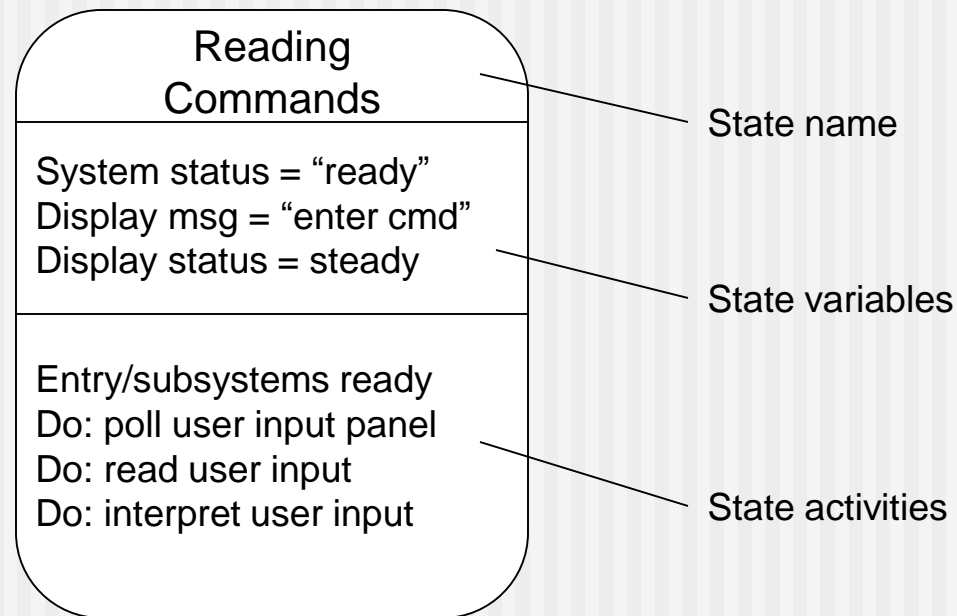 Reading
Commands
State name
System status = “ready”
Display msg = “enter cmd”
Display status = steady
State variables
Entry/subsystems ready
Do: poll user input panel
Do: read user input
Do: interpret user input
State activities